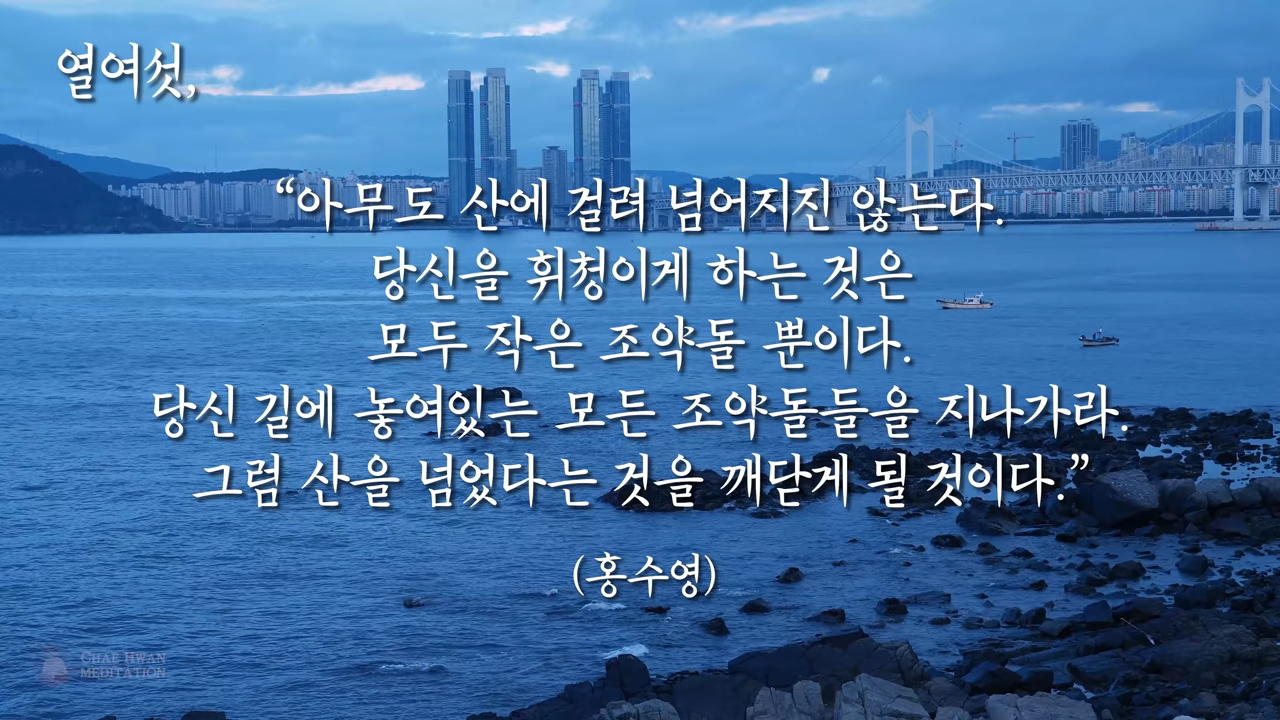 열여섯,
“아무도 산에 걸려 넘어지진 않는다.
당신을 휘청이게 하는 것은
모두 작은 조약돌 뿐이다.
당신 길에 놓여있는 모든 조약돌들을 지나가라.
그럼 산을 넘었다는 것을 깨닫게 될 것이다.”
(홍수영)
CHAE HWAN
MEDITATION